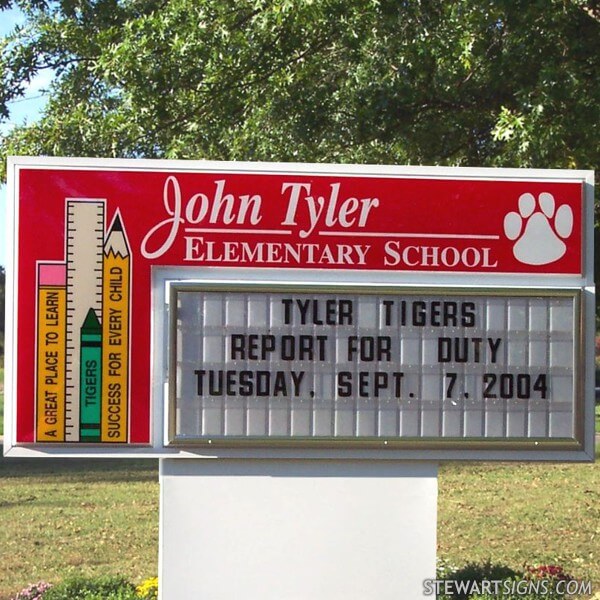 John Tyler
ELEMENTARY SCHOOL
A GREAT PLACE TO LEARN
TIGERS
SUCCESS FOR EVERY CHILD
TYLER TIGERS
REPORT FOR DUTY
TUESDAY, SEPT. 7, 2004
STEWARTSIGNS.COM